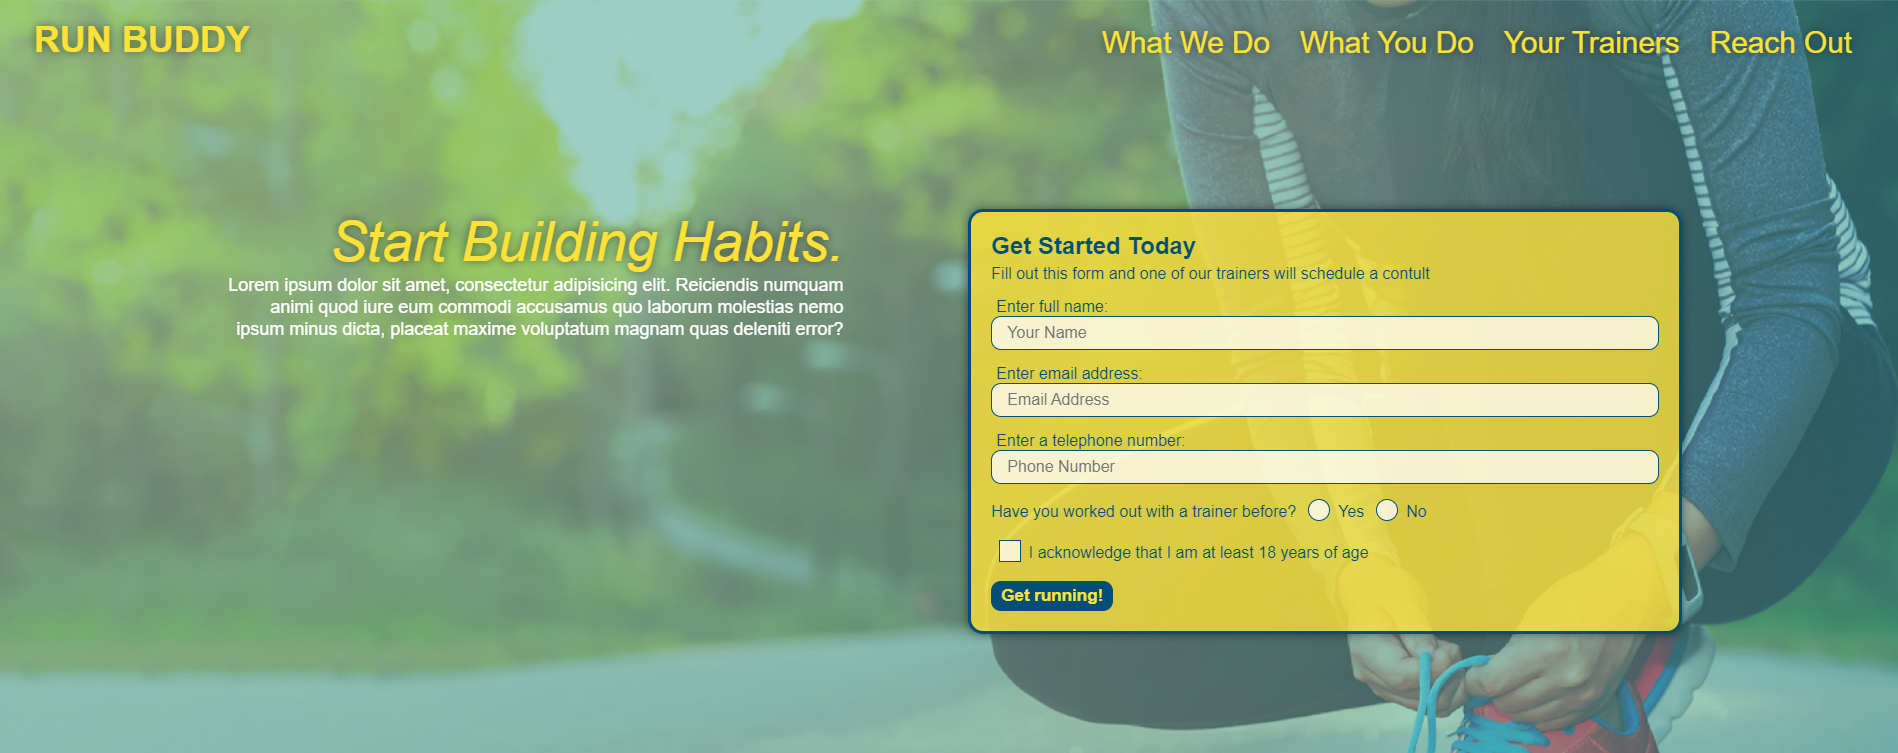 RUN BUDDY
What We Do What You Do Your Trainers Reach Out
Start Building Habits.
Lorem ipsum dolor sit amet, consectetur adipisicing elit. Reiciendis numquam
animi quod iure eum commodi accusamus quo laborum molestias nemo
ipsum minus dicta, placeat maxime voluptatum magnam quas deleniti error?
Get Started Today
Fill out this form and one of our trainers will schedule a contult
Enter full name:
Your Name
Enter email address:
Email Address
Enter a telephone number:
Phone Number
Have you worked out with a trainer before? Yes No
I acknowledge that I am at least 18 years of age
Get running!